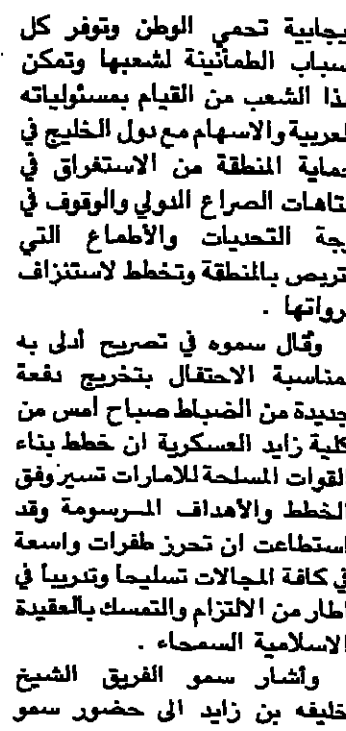 يجابية تحمي الوطن وتوفر كل
سباب الطمأنينة لشعبها وتمكن
ذا الشعب من القيام بمسئولياته
لعربية والاسهام مع دول الخليج في
حماية المنطقة من الاستغراق في
تاهات الصراع الدولي والوقوف في
جة التحديات والأطماع التي
تربص بالمنطقة وتخطط لاستنزاف
رواتها .
وقال سموه في تصريح أدلى به
مناسبة الاحتفال بتخريج دفعة
جديدة من الضباط صباح امس من
كلية زايد العسكرية ان خطط بناء
القوات المسلحة للامارات تسير وفق
الخطط والأهداف المرسومة وقد
استطاعت ان تحرز طفرات واسعة
في كافة المجالات تسليحا وتدريبا في
اطار من الالتزام والتمسك بالعقيدة
الاسلامية السمحاء .
وأشار سمو الفريق الشيخ
خليفه بن زايد الى حضور سمو